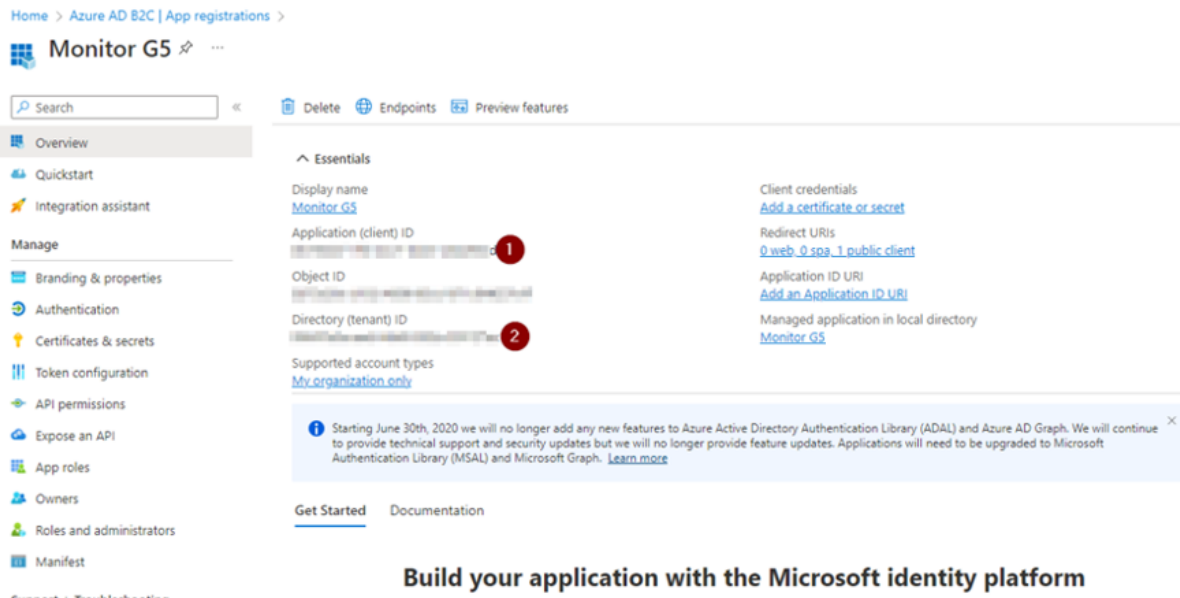 Home > Azure AD B2C | App registrations >
Monitor G5
Search
«
Delete
Endpoints
Preview features
Overview
Quickstart
Integration assistant
Manage
Branding & properties
Authentication
Certificates & secrets
Token configuration
API permissions
Expose an API
App roles
Owners
Roles and administrators
Manifest
Essentials
Display name
Monitor G5
Application (client) ID
1
Object ID
Directory (tenant) ID
2
Supported account types
My organization only
Client credentials
Add a certificate or secret
Redirect URIs
0 web, 0 spa, 1 public client
Application ID URI
Add an Application ID URI
Managed application in local directory
Monitor G5
Starting June 30th, 2020 we will no longer add any new features to Azure Active Directory Authentication Library (ADAL) and Azure AD Graph. We will continue
to provide technical support and security updates but we will no longer provide feature updates. Applications will need to be upgraded to Microsoft
Authentication Library (MSAL) and Microsoft Graph. Learn more
Get Started
Documentation
Build your application with the Microsoft identity platform